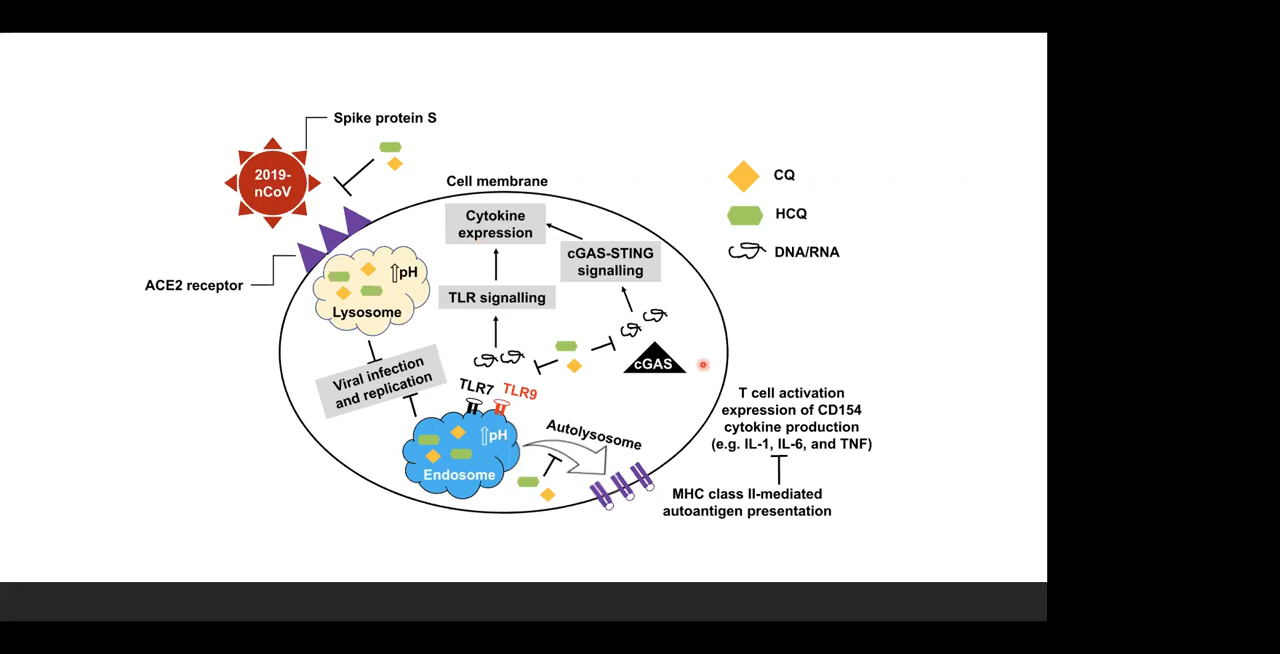 Spike protein S
2019-
nCoV
Cell membrane
CQ
HCQ
DNA/RNA
Cytokine
expression
cGAS-STING
signalling
ACE2 receptor
pH
Lysosome
TLR signalling
Viral infection
and replication
cGAS
TLR7
TLR9
T cell activation
expression of CD154
cytokine production
(e.g. IL-1, IL-6, and TNF)
pH
Endosome
Autolysosome
MHC class II-mediated
autoantigen presentation